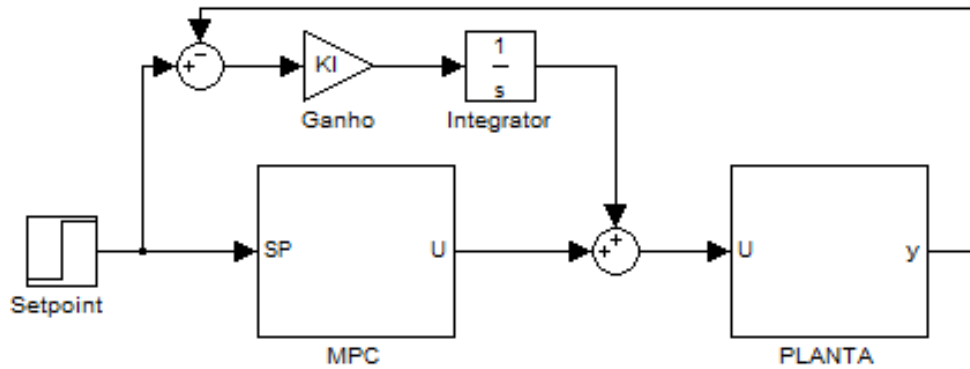 KI
Ganho
1
s
Integrator
Setpoint
SP
U
MPC
U
y
PLANTA